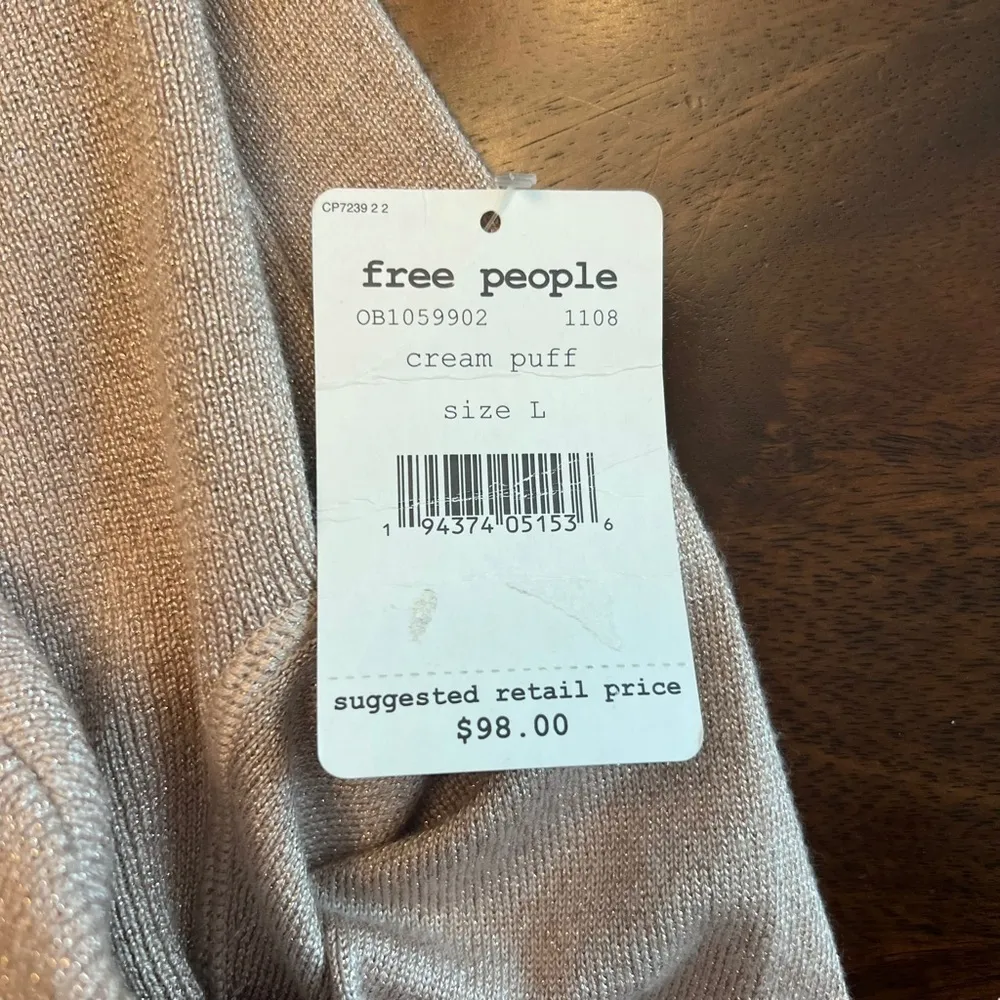 CP7239 2 2
free people
OB1059902 1108
cream puff
size L
1 94374 05153 6
suggested retail price
$98.00